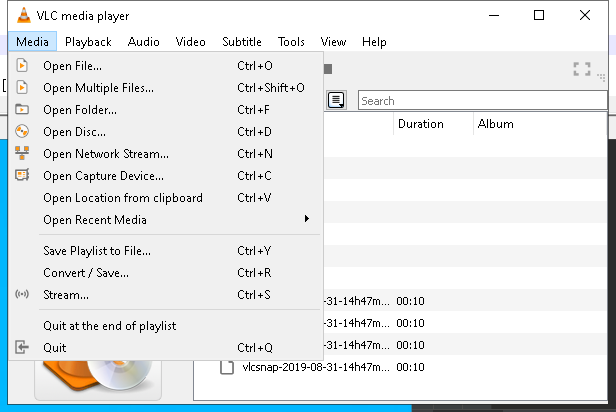 VLC media player
Media Playback Audio Video Subtitle Tools View Help
Open File... Ctrl+O
Open Multiple Files... Ctrl+Shift+O
Open Folder... Ctrl+F
Search
Open Disc... Ctrl+D
Duration Album
Open Network Stream... Ctrl+N
Open Capture Device... Ctrl+C
Open Location from clipboard Ctrl+V
Open Recent Media
Save Playlist to File... Ctrl+Y
Convert / Save... Ctrl+R
Stream... Ctrl+S
-31-14h47m... 00:10
Quit at the end of playlist
-31-14h47m... 00:10
Quit Ctrl+Q
-31-14h47m... 00:10
vlcsnap-2019-08-31-14h47m... 00:10